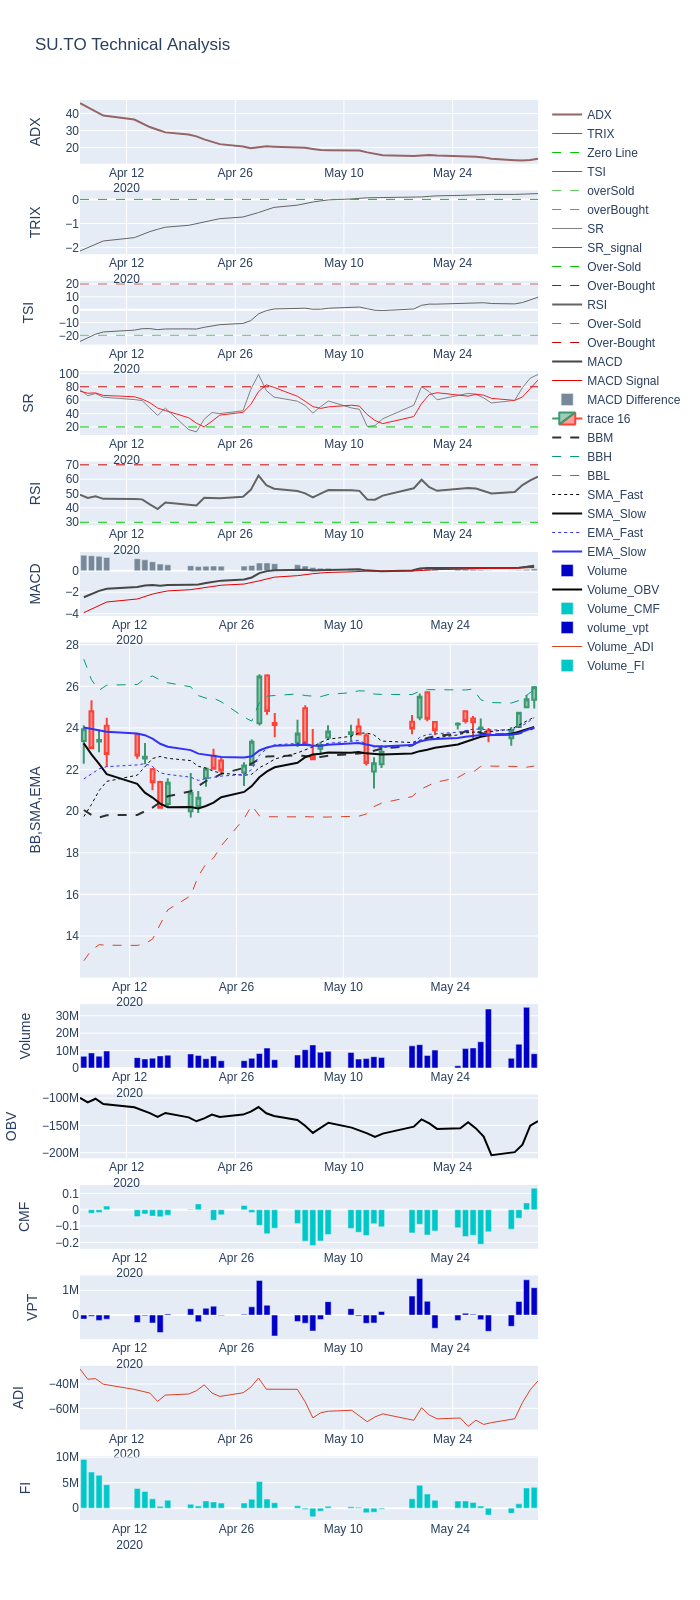 SU.TO Technical Analysis
ADX
40
30
20
Apr 12
2020
Apr 26
May 10
May 24
TRIX
0
−1
−2
Apr 12
2020
Apr 26
May 10
May 24
TSI
20
10
0
−10
−20
Apr 12
2020
Apr 26
May 10
May 24
SR
100
80
60
40
20
Apr 12
2020
Apr 26
May 10
May 24
RSI
70
60
50
40
30
Apr 12
2020
Apr 26
May 10
May 24
MACD
0
−2
−4
Apr 12
2020
Apr 26
May 10
May 24
BB,SMA,EMA
28
26
24
22
20
18
16
14
Apr 12
2020
Apr 26
May 10
May 24
Volume
30M
20M
10M
0
Apr 12
2020
Apr 26
May 10
May 24
OBV
−100M
−150M
−200M
Apr 12
2020
Apr 26
May 10
May 24
CMF
0.1
0
−0.1
−0.2
Apr 12
2020
Apr 26
May 10
May 24
VPT
1M
0
Apr 12
2020
Apr 26
May 10
May 24
ADI
−40M
−60M
Apr 12
2020
Apr 26
May 10
May 24
FI
10M
5M
0
Apr 12
2020
Apr 26
May 10
May 24
ADX
TRIX
Zero Line
TSI
overSold
overBought
SR
SR_signal
Over-Sold
Over-Bought
RSI
Over-Sold
Over-Bought
MACD
MACD Signal
MACD Difference
trace 16
BBM
BBH
BBL
SMA_Fast
SMA_Slow
EMA_Fast
EMA_Slow
Volume
Volume_OBV
Volume_CMF
volume_vpt
Volume_ADI
Volume_FI